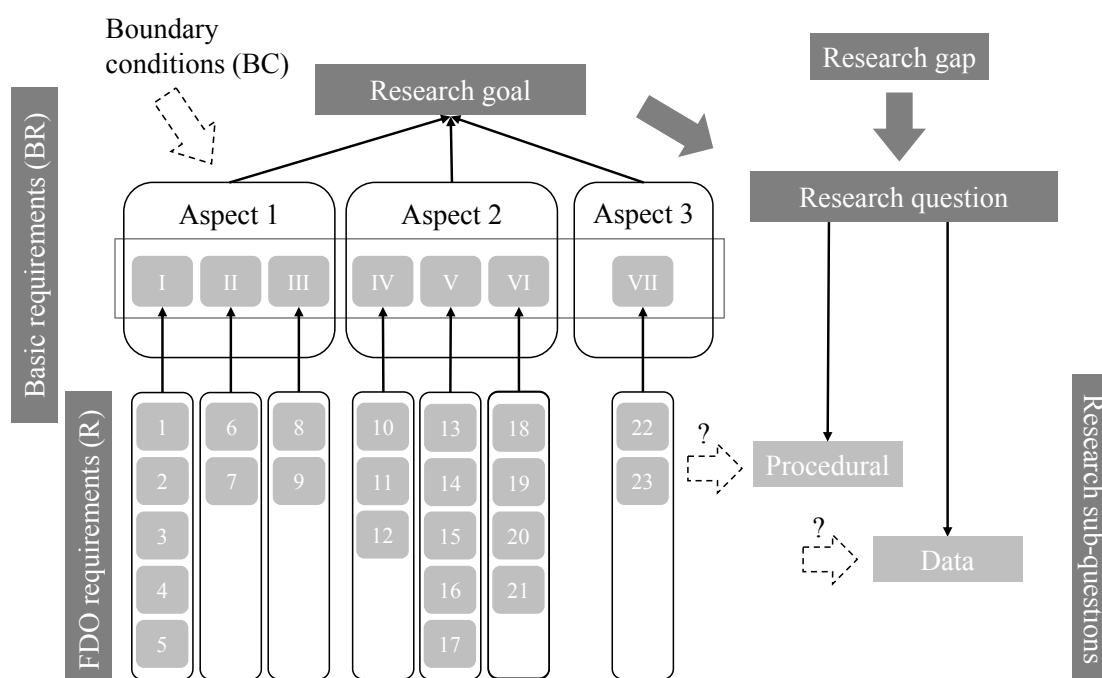 Boundary
conditions (BC)
Research goal
Research gap
Basic requirements (BR)
Research question
Aspect 1
Aspect 2
Aspect 3
I
II
III
IV
V
VI
VII
FDO requirements (R)
1
2
3
4
5
6
7
8
9
10
11
12
13
14
15
16
17
18
19
20
21
22
23
?
Procedural
?
Data
Research sub-questions